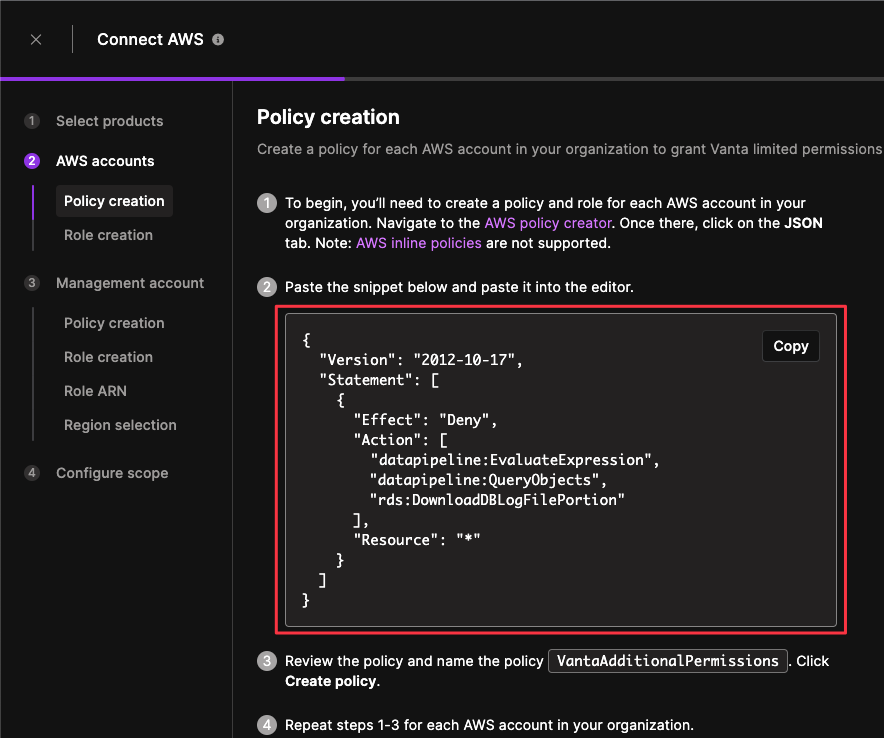 Connect AWS
1 Select products
2 AWS accounts
Policy creation
Role creation
3 Management account
Policy creation
Role creation
Role ARN
Region selection
4 Configure scope
Policy creation
Create a policy for each AWS account in your organization to grant Vanta limited permissions
1 To begin, you'll need to create a policy and role for each AWS account in your
organization. Navigate to the AWS policy creator. Once there, click on the JSON
tab. Note: AWS inline policies are not supported.
2 Paste the snippet below and paste it into the editor.
Copy
{
  "Version": "2012-10-17",
  "Statement": [
    {
      "Effect": "Deny",
      "Action": [
        "datapipeline:EvaluateExpression",
        "datapipeline:QueryObjects",
        "rds:DownloadDBLogFilePortion"
      ],
      "Resource": "*"
    }
  ]
}
3 Review the policy and name the policy VantaAdditionalPermissions. Click
Create policy.
4 Repeat steps 1-3 for each AWS account in your organization.